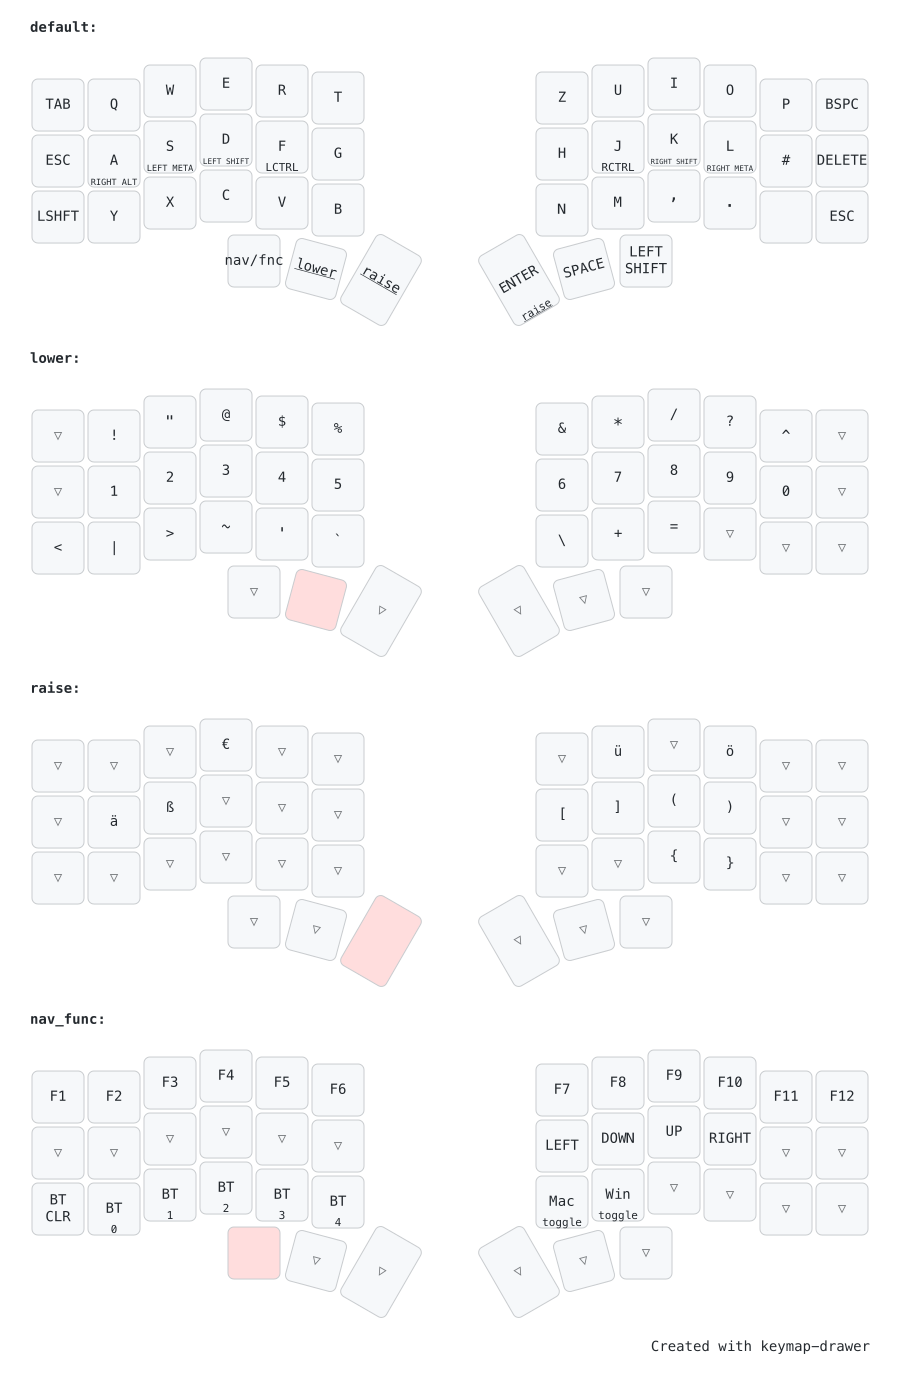 default:
TAB Q W E R T Z U I O P BSPC
ESC A S D F G H J K L # DELETE
RIGHT ALT LEFT META LEFT SHIFT LCTRL RCTRL RIGHT SHIFT RIGHT META
LSHFT Y X C V B N M , . ESC
nav/fnc lower raise ENTER SPACE LEFT SHIFT
raise
lower:
▽ ! " @ $ % & * / ? ^ ▽
▽ 1 2 3 4 5 6 7 8 9 0 ▽
< | > ~ ' ` \ + = ▽ ▽ ▽
▽ ▽ ▽ ▽ ▽
raise:
▽ ▽ ▽ € ▽ ▽ ▽ ü ▽ ö ▽ ▽
▽ ä ß ▽ ▽ ▽ [ ] ( ) ▽ ▽
▽ ▽ ▽ ▽ ▽ ▽ ▽ ▽ { } ▽ ▽
▽ ▽ ▽ ▽ ▽
nav_func:
F1 F2 F3 F4 F5 F6 F7 F8 F9 F10 F11 F12
▽ ▽ ▽ ▽ ▽ ▽ LEFT DOWN UP RIGHT ▽ ▽
BT CLR BT 0 BT 1 BT 2 BT 3 BT 4 Mac toggle Win toggle ▽ ▽ ▽ ▽
▽ ▽ ▽ ▽ ▽
Created with keymap-drawer